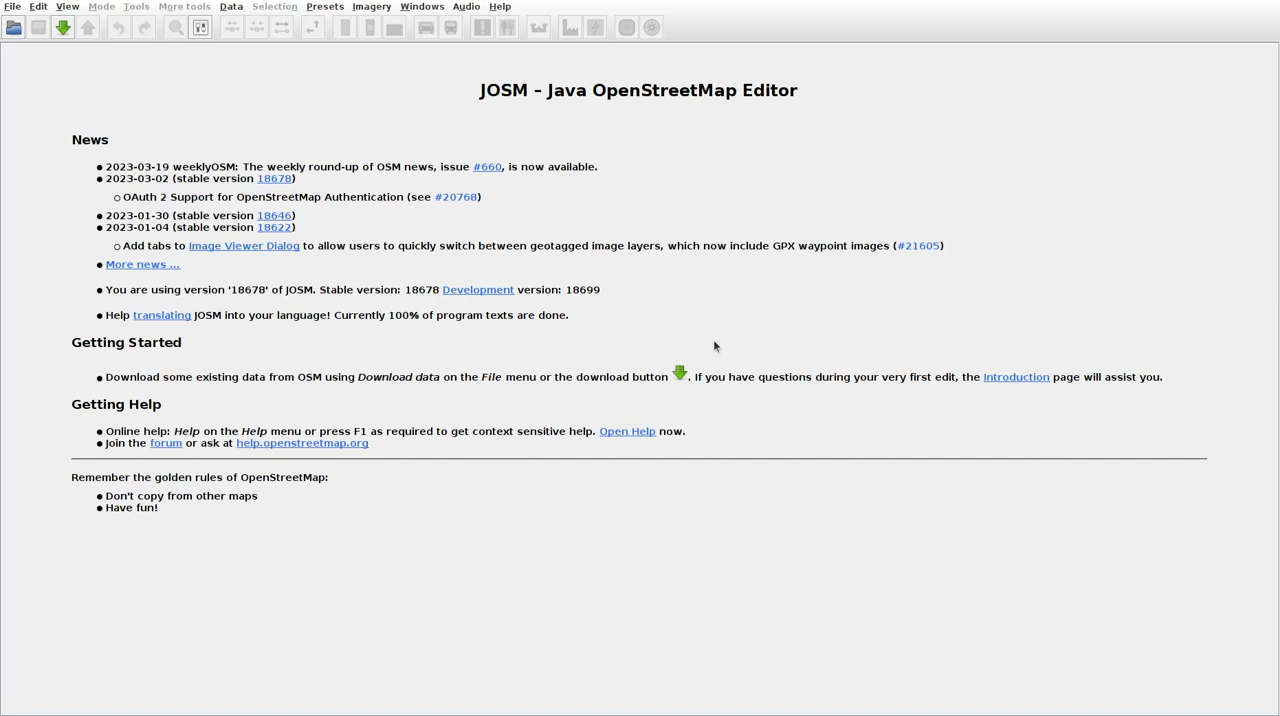 File Edit View Mode Tools More tools Data Selection Presets Imagery Windows Audio Help
JOSM – Java OpenStreetMap Editor
News
2023-03-19 weeklyOSM: The weekly round-up of OSM news, issue #660, is now available.
2023-03-02 (stable version 18678)
OAuth 2 Support for OpenStreetMap Authentication (see #20768)
2023-01-30 (stable version 18646)
2023-01-04 (stable version 18622)
Add tabs to Image Viewer Dialog to allow users to quickly switch between geotagged image layers, which now include GPX waypoint images (#21605)
More news ...
You are using version '18678' of JOSM. Stable version: 18678 Development version: 18699
Help translating JOSM into your language! Currently 100% of program texts are done.
Getting Started
Download some existing data from OSM using Download data on the File menu or the download button . If you have questions during your very first edit, the Introduction page will assist you.
Getting Help
Online help: Help on the Help menu or press F1 as required to get context sensitive help. Open Help now.
Join the forum or ask at help.openstreetmap.org
Remember the golden rules of OpenStreetMap:
Don't copy from other maps
Have fun!